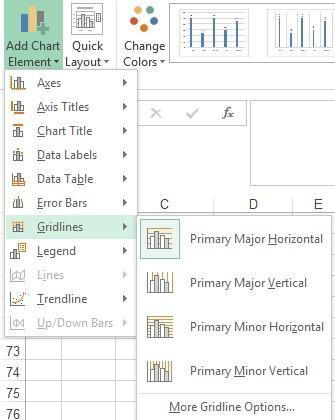 Add Chart
Element
Quick
Layout
Change
Colors
Axes
Axis Titles
Chart Title
Data Labels
Data Table
Error Bars
Gridlines
Legend
Lines
Trendline
Up/Down Bars
fx
C D E
Primary Major Horizontal
Primary Major Vertical
Primary Minor Horizontal
Primary Minor Vertical
More Gridline Options...
73
74
75
76